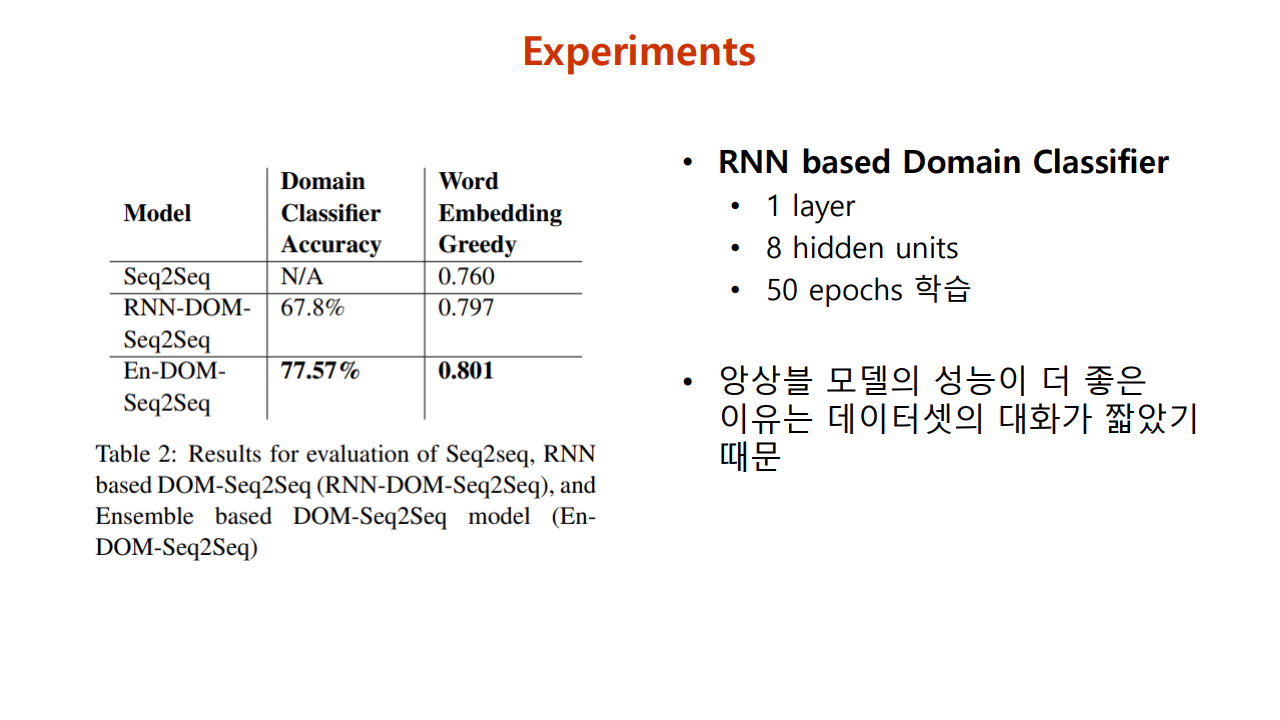 Experiments
Model
Domain
Classifier
Accuracy
Word
Embedding
Greedy
Seq2Seq N/A 0.760
RNN-DOM- 67.8% 0.797
Seq2Seq
En-DOM- 77.57% 0.801
Seq2Seq
Table 2: Results for evaluation of Seq2seq, RNN
based DOM-Seq2Seq (RNN-DOM-Seq2Seq), and
Ensemble based DOM-Seq2Seq model (En-
DOM-Seq2Seq)
• RNN based Domain Classifier
• 1 layer
• 8 hidden units
• 50 epochs 학습
• 앙상블 모델의 성능이 더 좋은
이유는 데이터셋의 대화가 짧았기
때문